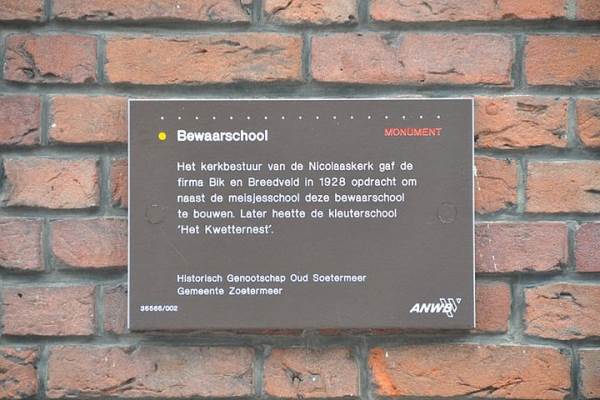 Bewaarschool MONUMENT
Het kerkbestuur van de Nicolaaskerk gaf de
firma Bik en Breedveld in 1928 opdracht om
naast de meisjesschool deze bewaarschool
te bouwen. Later heette de kleuterschool
'Het Kwetternest'.
Historisch Genootschap Oud Soetermeer
Gemeente Zoetermeer
36566/002 ANWB